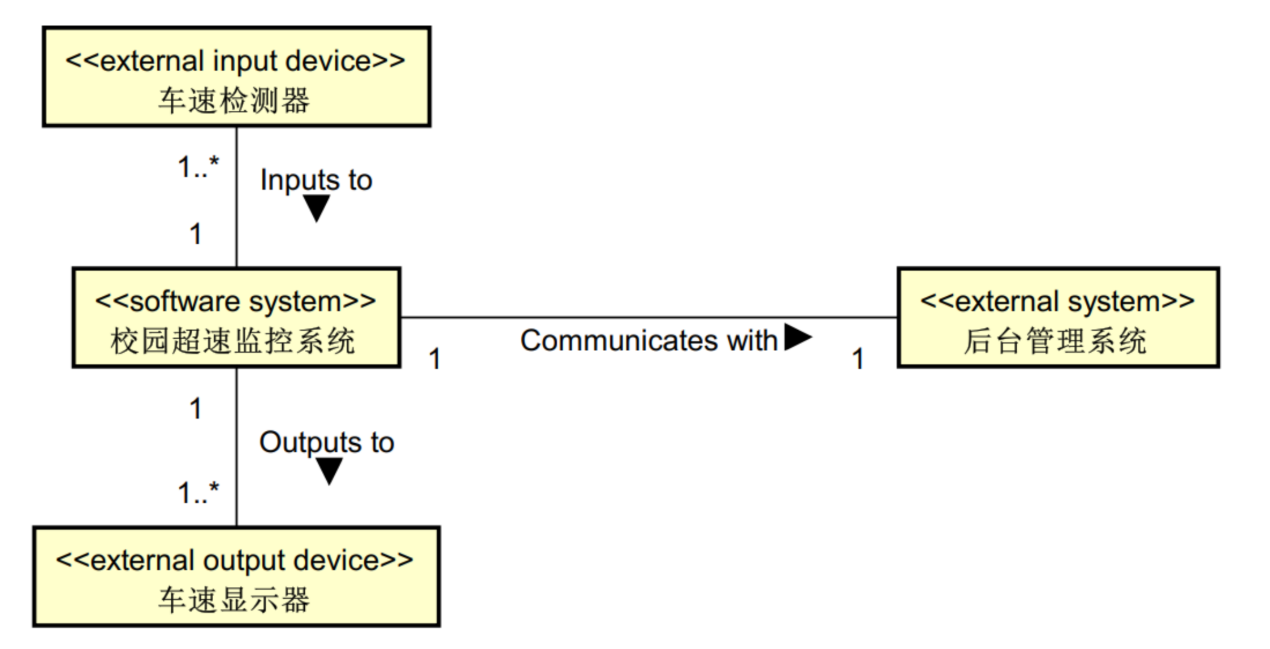 <<external input device>>
车速检测器
1..*
Inputs to
1
<<software system>>
校园超速监控系统
<<external system>>
后台管理系统
Communicates with
1
1
1
Outputs to
1..*
<<external output device>>
车速显示器